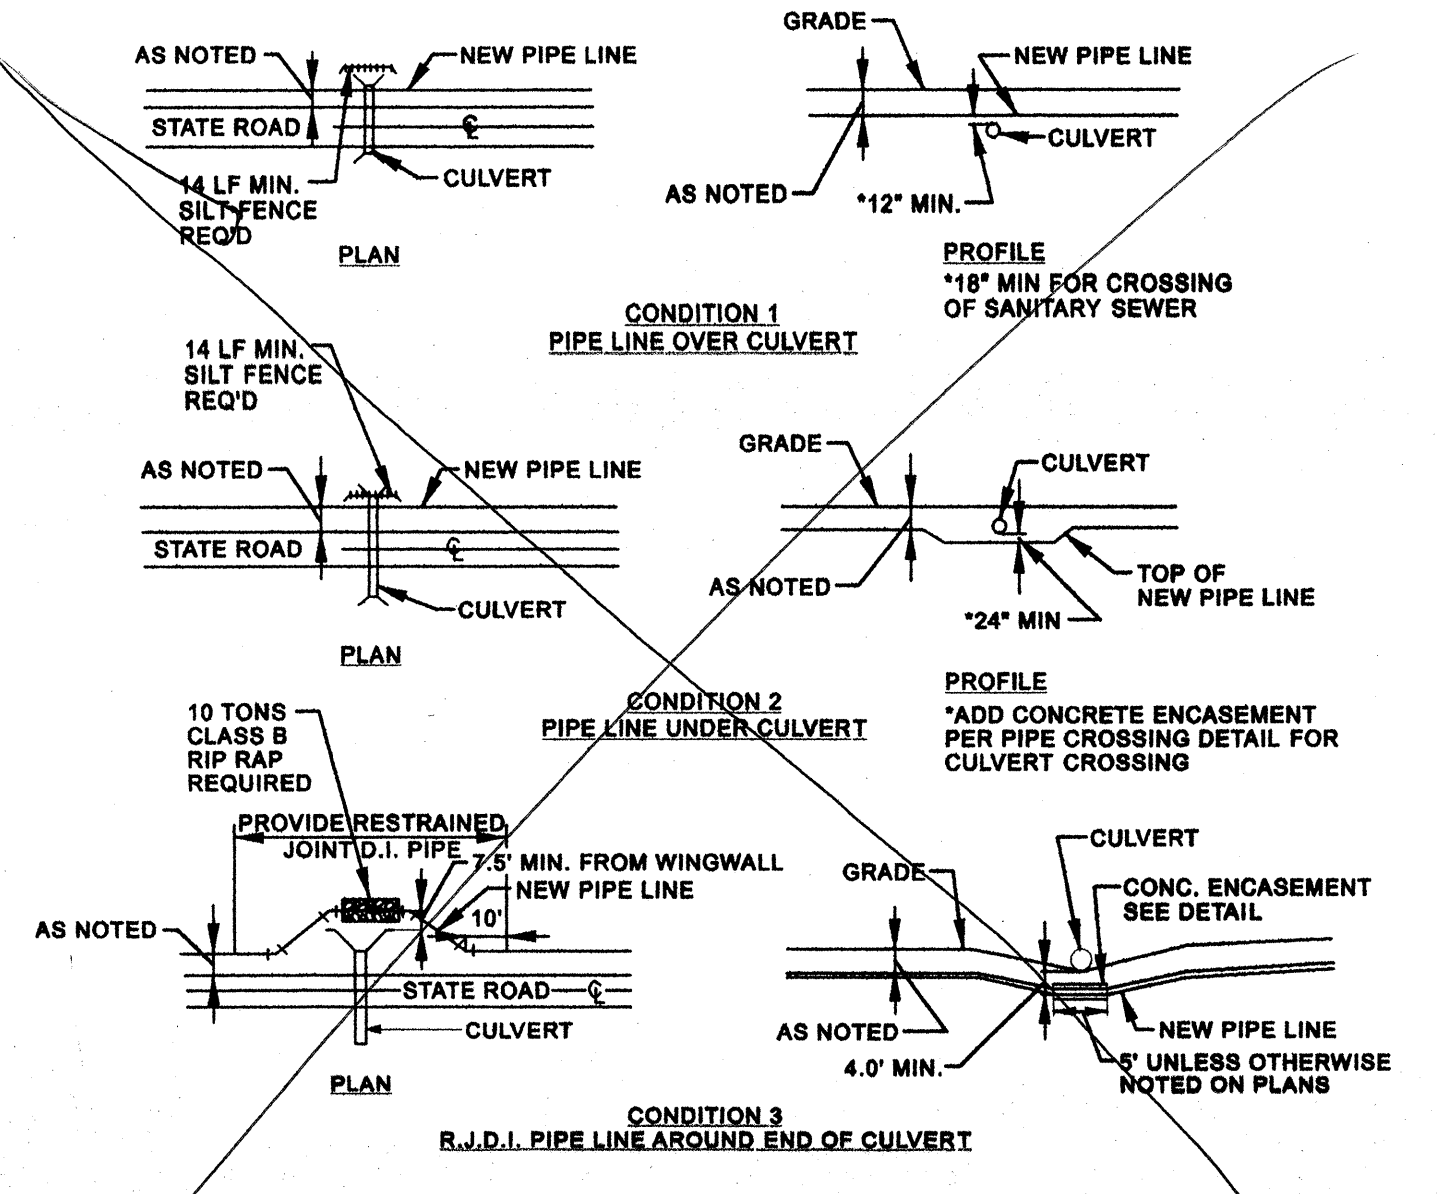 AS NOTED
NEW PIPE LINE
STATE ROAD
℄
CULVERT
14 LF MIN.
SILT FENCE
REQ'D
PLAN
GRADE
NEW PIPE LINE
CULVERT
AS NOTED
*12" MIN.
PROFILE
*18" MIN FOR CROSSING
OF SANITARY SEWER
CONDITION 1
PIPE LINE OVER CULVERT
14 LF MIN.
SILT FENCE
REQ'D
AS NOTED
NEW PIPE LINE
STATE ROAD
℄
CULVERT
PLAN
GRADE
CULVERT
AS NOTED
TOP OF
NEW PIPE LINE
*24" MIN
PROFILE
*ADD CONCRETE ENCASEMENT
PER PIPE CROSSING DETAIL FOR
CULVERT CROSSING
CONDITION 2
PIPE LINE UNDER CULVERT
10 TONS
CLASS B
RIP RAP
REQUIRED
PROVIDE RESTRAINED
JOINT D.I. PIPE
7.5' MIN. FROM WINGWALL
NEW PIPE LINE
10'
AS NOTED
STATE ROAD
℄
CULVERT
PLAN
CULVERT
GRADE
CONC. ENCASEMENT
SEE DETAIL
AS NOTED
NEW PIPE LINE
4.0' MIN.
5' UNLESS OTHERWISE
NOTED ON PLANS
CONDITION 3
R.J.D.I. PIPE LINE AROUND END OF CULVERT